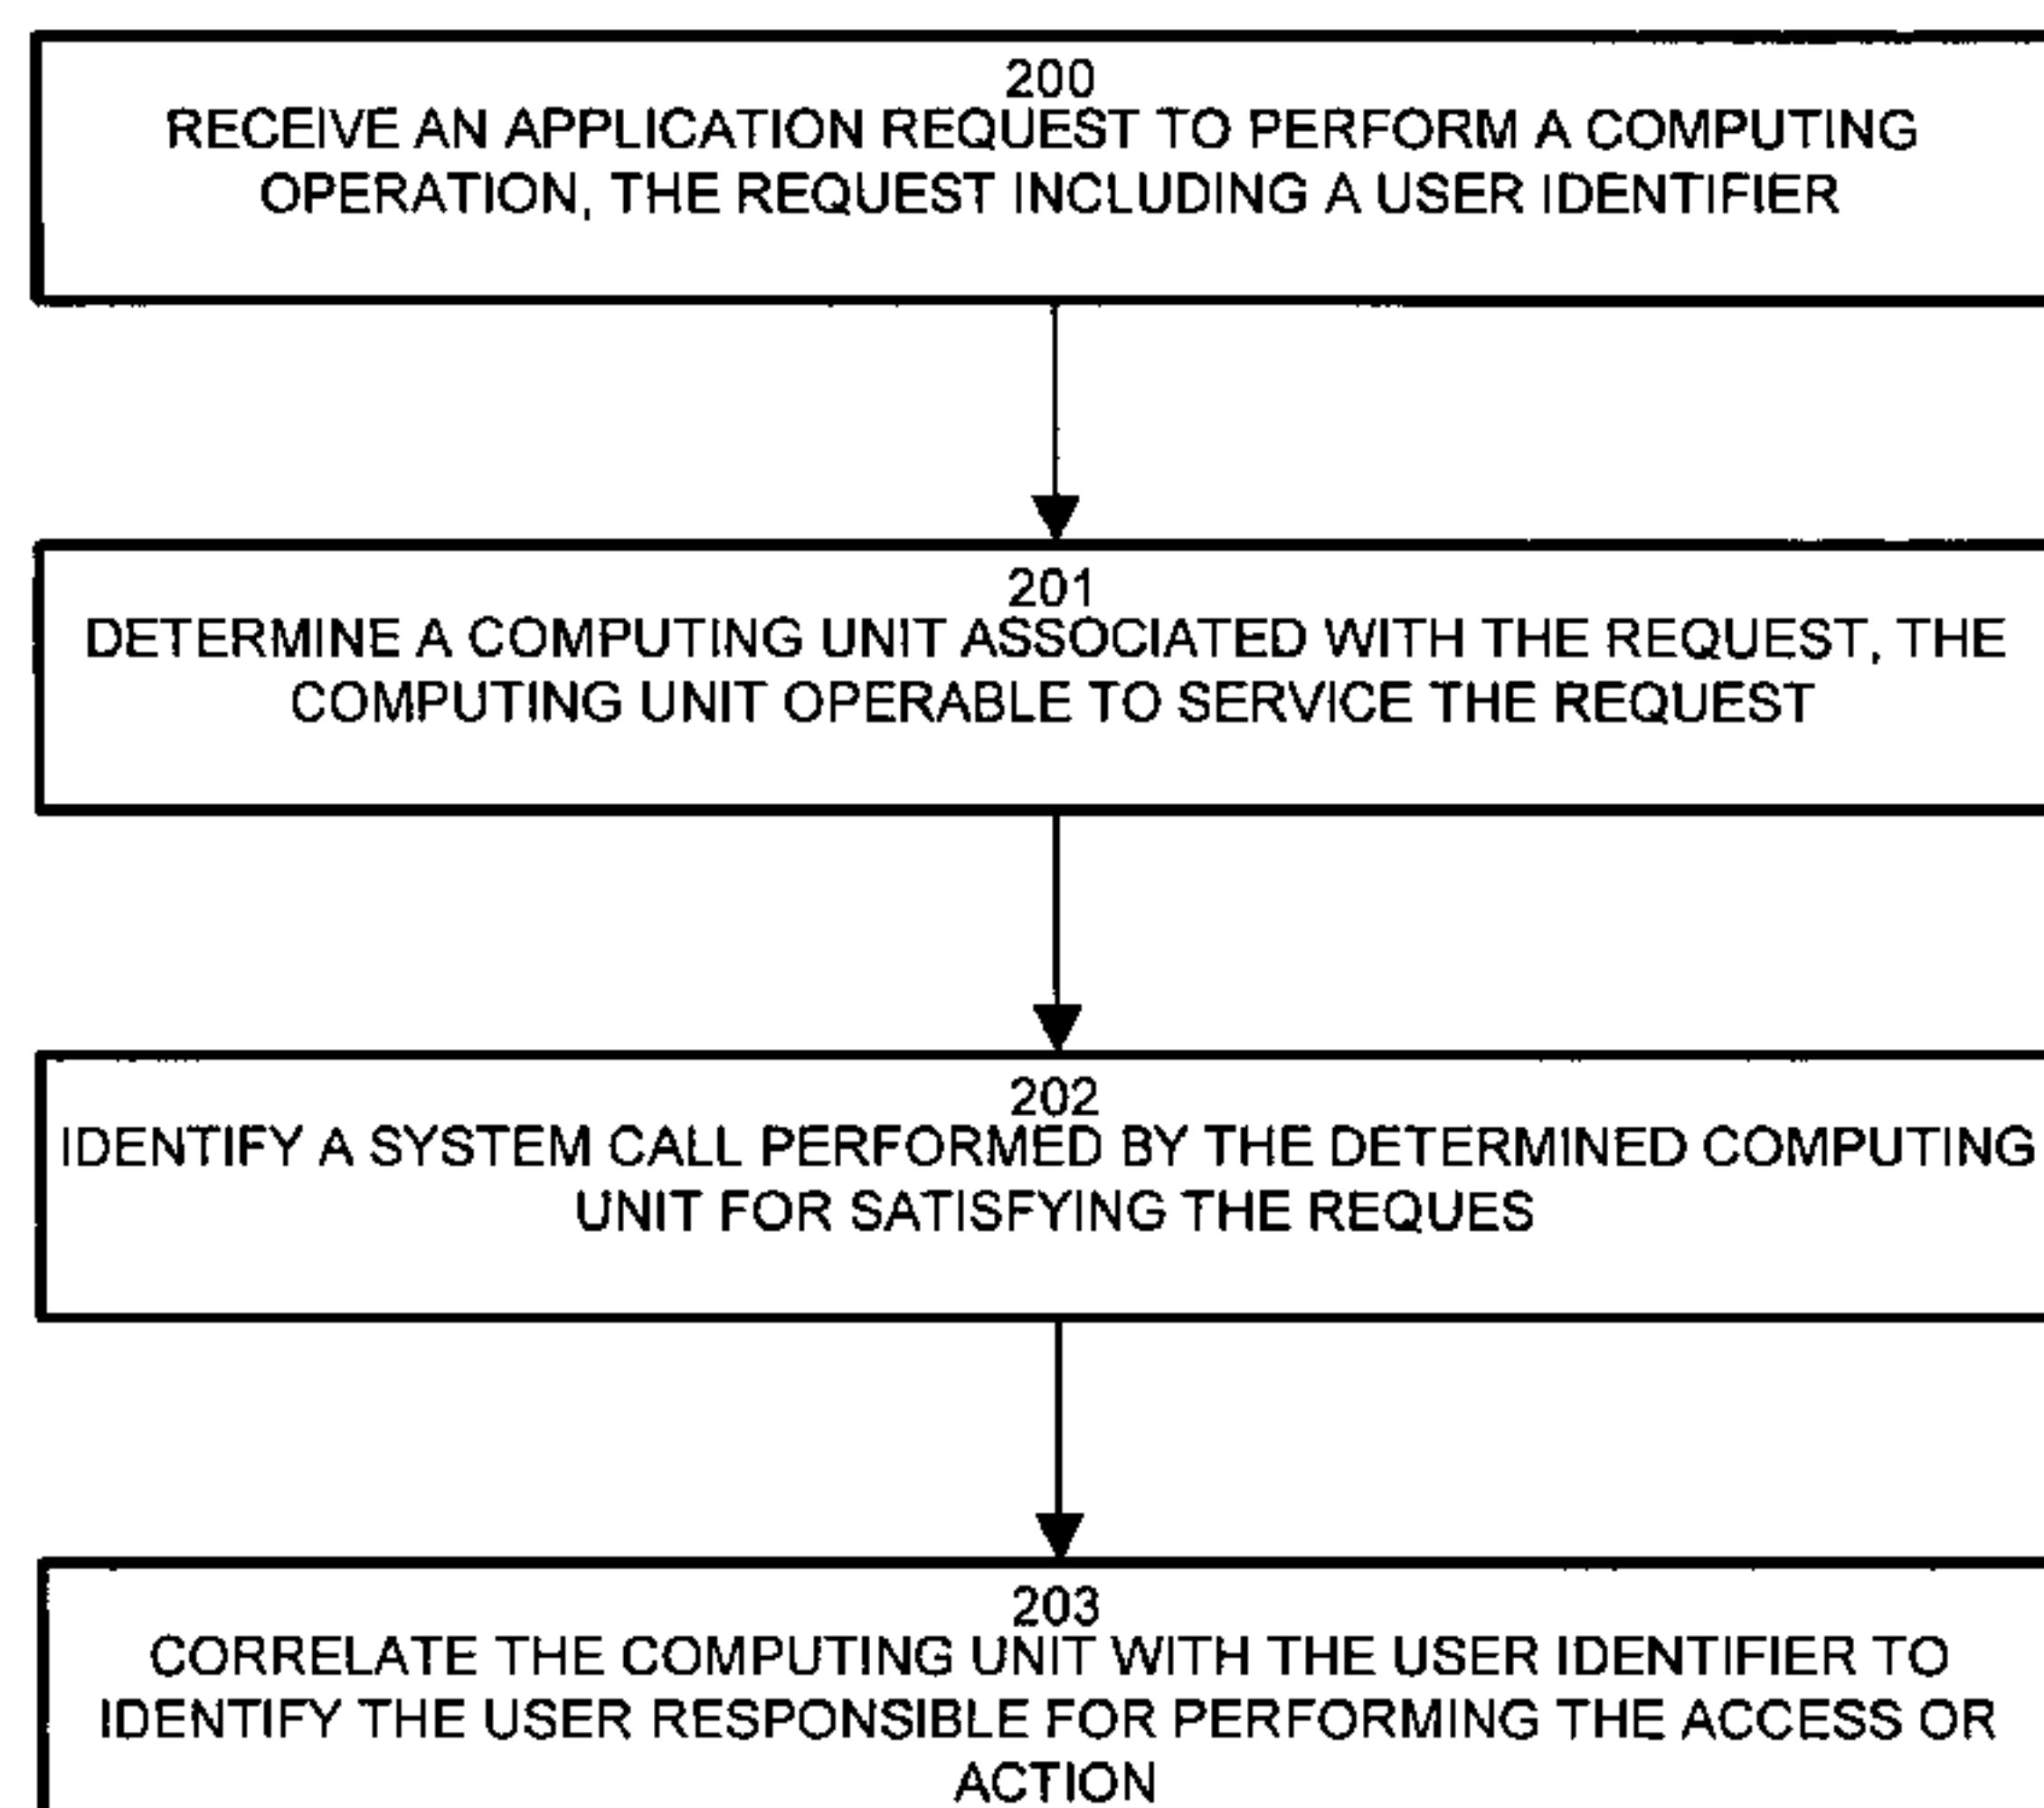 200
RECEIVE AN APPLICATION REQUEST TO PERFORM A COMPUTING
OPERATION, THE REQUEST INCLUDING A USER IDENTIFIER
201
DETERMINE A COMPUTING UNIT ASSOCIATED WITH THE REQUEST, THE
COMPUTING UNIT OPERABLE TO SERVICE THE REQUEST
202
IDENTIFY A SYSTEM CALL PERFORMED BY THE DETERMINED COMPUTING
UNIT FOR SATISFYING THE REQUES
203
CORRELATE THE COMPUTING UNIT WITH THE USER IDENTIFIER TO
IDENTIFY THE USER RESPONSIBLE FOR PERFORMING THE ACCESS OR
ACTION